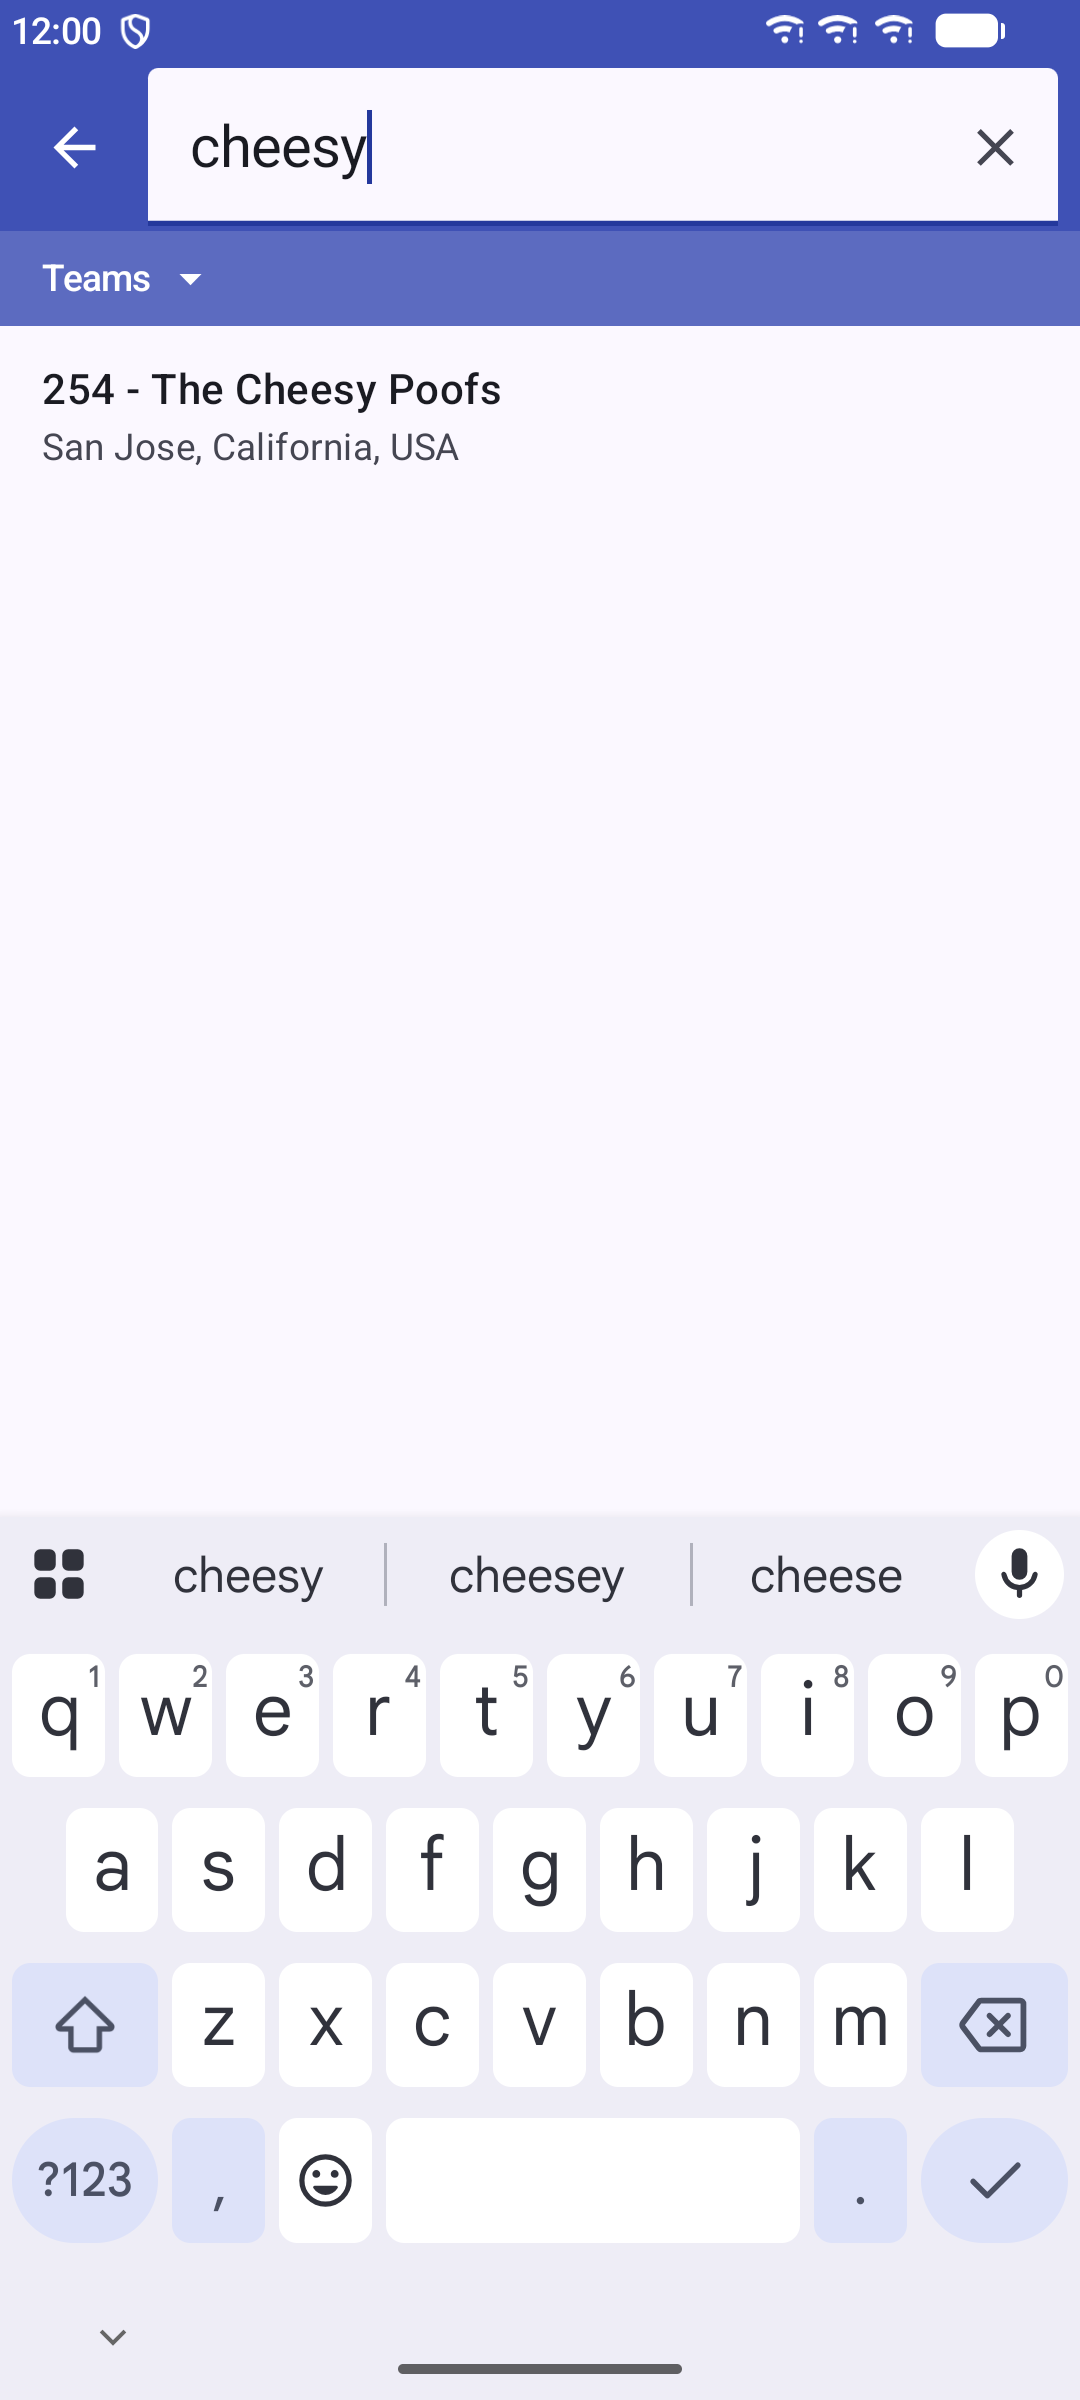 12:00
cheesy
Teams
254 - The Cheesy Poofs
San Jose, California, USA
cheesy cheesey cheese
q1 w2 e3 r4 t5 y6 u7 i8 o9 p0
a s d f g h j k l
z x c v b n m
?123 , .